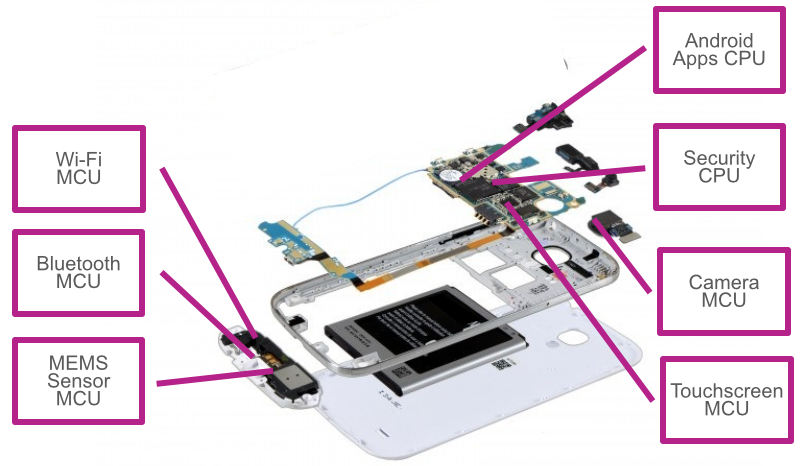 Android
Apps CPU
Wi-Fi
MCU
Security
CPU
Bluetooth
MCU
Camera
MCU
MEMS
Sensor
MCU
Touchscreen
MCU